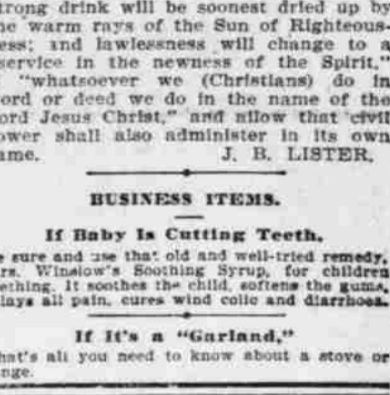 trong drink will be soonest dried up by
he warm rays of the Sun of Righteous-
ess; and lawlessness will change to a
service in the newness of the Spirit,"
"whatsoever we (Christians) do in
ord or deed we do in the name of the
ord Jesus Christ," and allow that civil
ower shall also administer in its own
ame. J. B. LISTER.
BUSINESS ITEMS.
If Baby Is Cutting Teeth,
e sure and use that old and well-tried remedy,
rs. Winslow's Soothing Syrup, for children
ething. It soothes the child, softens the gums,
lays all pain, cures wind colic and diarrhoea.
If It's a "Garland,"
hat's all you need to know about a stove or
nge.